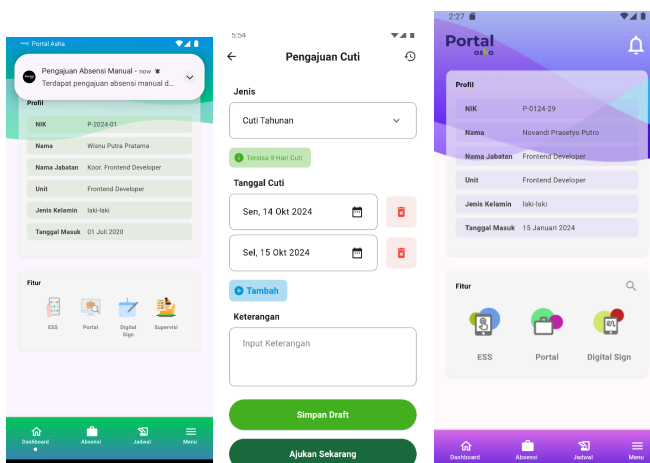 Portal Asha
Pengajuan Absensi Manual • now
Terdapat pengajuan absensi manual d...
Profil
NIK P-2024-01
Nama Wisnu Putra Pratama
Nama Jabatan Koor. Frontend Developer
Unit Frontend Developer
Jenis Kelamin laki-laki
Tanggal Masuk 01 Juli 2020
Fitur
ESS
Portal
Digital Sign
Supervisi
Dashboard
Absensi
Jadwal
Menu
5:54
Pengajuan Cuti
Jenis
Cuti Tahunan
Tersisa 9 Hari Cuti
Tanggal Cuti
Sen, 14 Okt 2024
Sel, 15 Okt 2024
Tambah
Keterangan
Input Keterangan
Simpan Draft
Ajukan Sekarang
2:27
Portal
asha
Profil
NIK P-0124-29
Nama Novandi Prasetyo Putro
Nama Jabatan Frontend Developer
Unit Frontend Developer
Jenis Kelamin laki-laki
Tanggal Masuk 15 Januari 2024
Fitur
ESS
Portal
Digital Sign
Dashboard
Absensi
Jadwal
Menu